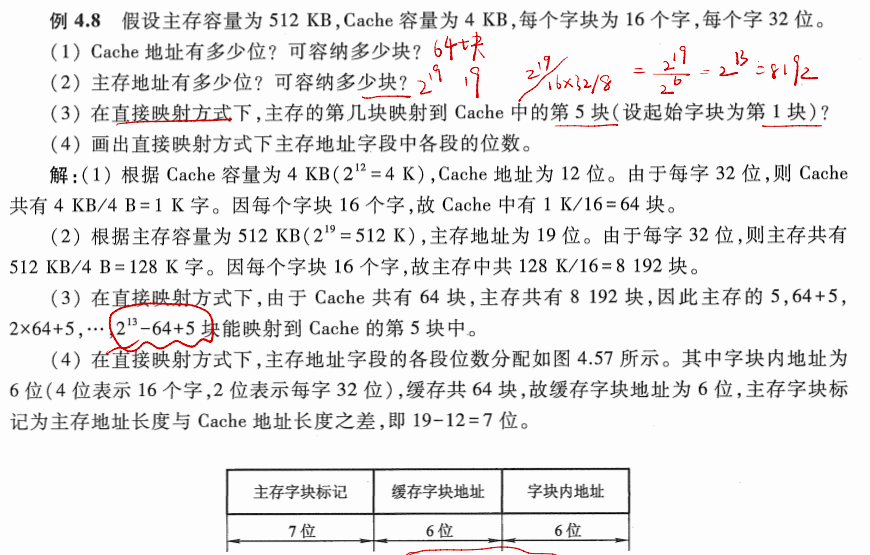 例 4.8 假设主存容量为 512 KB,Cache 容量为 4 KB,每个字块为 16 个字,每个字 32 位。
(1) Cache 地址有多少位? 可容纳多少块? 64块
(2) 主存地址有多少位? 可容纳多少块? 2¹⁹ 19 2¹⁹/16×32/8 = 2¹⁹/2⁶ = 2¹³ = 8192
(3) 在直接映射方式下,主存的第几块映射到 Cache 中的第 5 块(设起始字块为第 1 块)?
(4) 画出直接映射方式下主存地址字段中各段的位数。
解:(1) 根据 Cache 容量为 4 KB(2¹²=4 K),Cache 地址为 12 位。由于每字 32 位,则 Cache
共有 4 KB/4 B=1 K 字。因每个字块 16 个字,故 Cache 中有 1 K/16=64 块。
(2) 根据主存容量为 512 KB(2¹⁹=512 K),主存地址为 19 位。由于每字 32 位,则主存共有
512 KB/4 B=128 K 字。因每个字块 16 个字,故主存中共 128 K/16=8 192 块。
(3) 在直接映射方式下,由于 Cache 共有 64 块,主存共有 8 192 块,因此主存的 5,64+5,
2×64+5,…,2¹³-64+5 块能映射到 Cache 的第 5 块中。
(4) 在直接映射方式下,主存地址字段的各段位数分配如图 4.57 所示。其中字块内地址为
6 位(4 位表示 16 个字,2 位表示每字 32 位),缓存共 64 块,故缓存字块地址为 6 位,主存字块标
记为主存地址长度与 Cache 地址长度之差,即 19-12=7 位。
主存字块标记 缓存字块地址 字块内地址
7 位 6 位 6 位